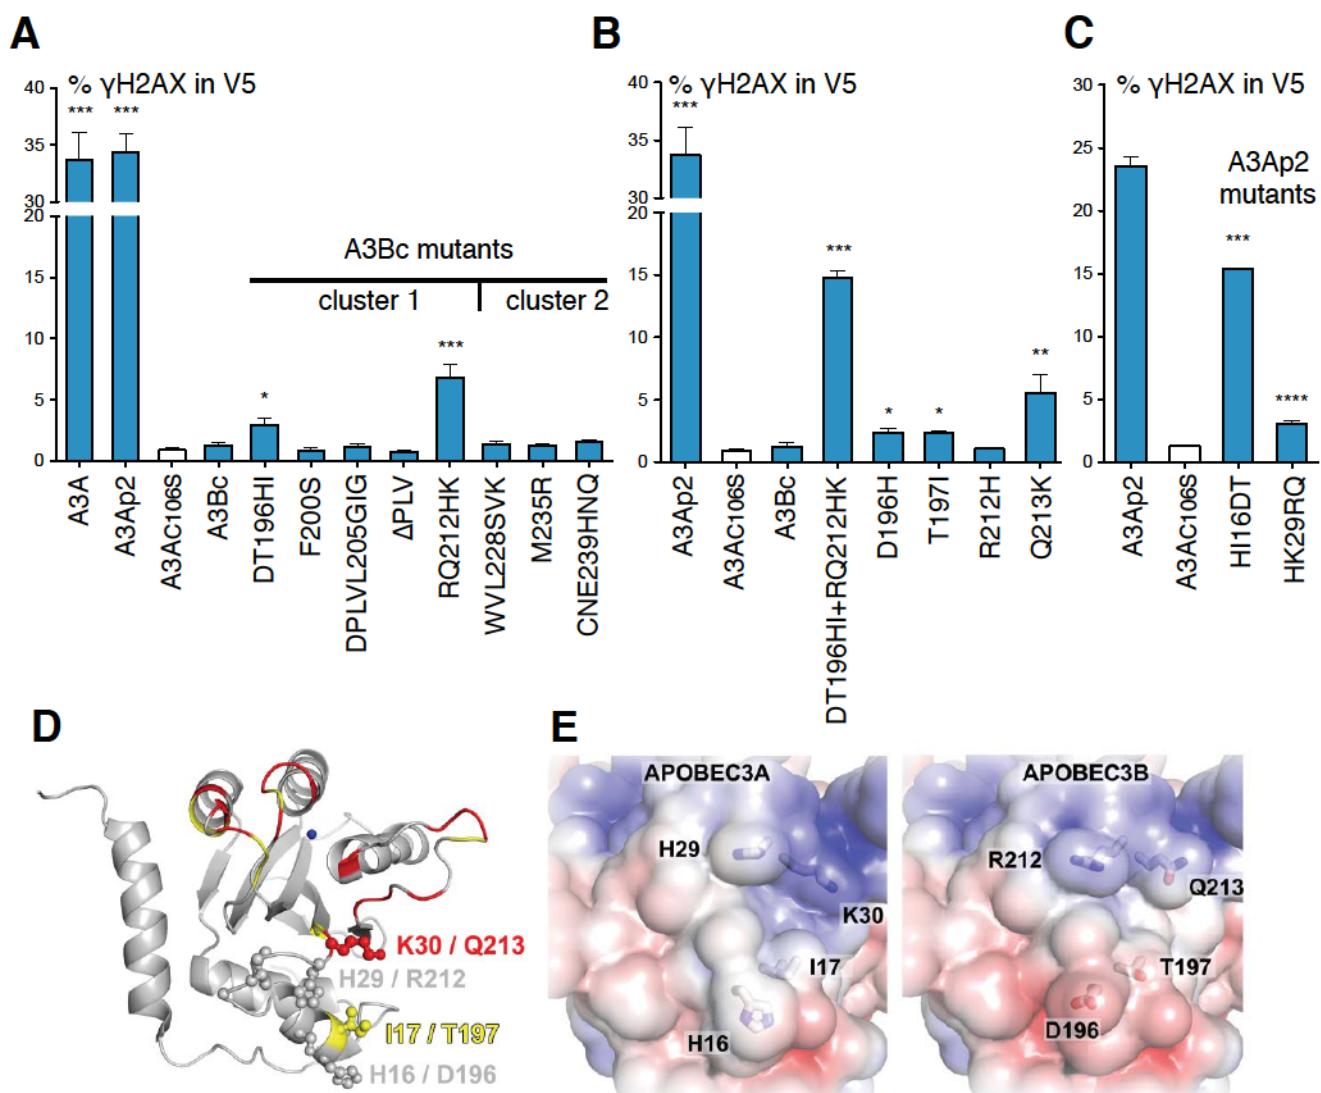 A
% γH2AX in V5
40
35
30
20
15
10
5
0
***
***
*
***
A3Bc mutants
cluster 1
cluster 2
A3A
A3Ap2
A3AC106S
A3Bc
DT196HI
F200S
DPLVL205GIG
ΔPLV
RQ212HK
WVL228SVK
M235R
CNE239HNQ
B
% γH2AX in V5
40
35
30
20
15
10
5
0
***
***
*
*
**
A3Ap2
A3AC106S
A3Bc
DT196HI+RQ212HK
D196H
T197I
R212H
Q213K
C
% γH2AX in V5
30
25
20
15
10
5
0
A3Ap2
mutants
***
****
A3Ap2
A3AC106S
HI16DT
HK29RQ
D
K30 / Q213
H29 / R212
I17 / T197
H16 / D196
E
APOBEC3A
H29
K30
I17
H16
APOBEC3B
R212
Q213
T197
D196